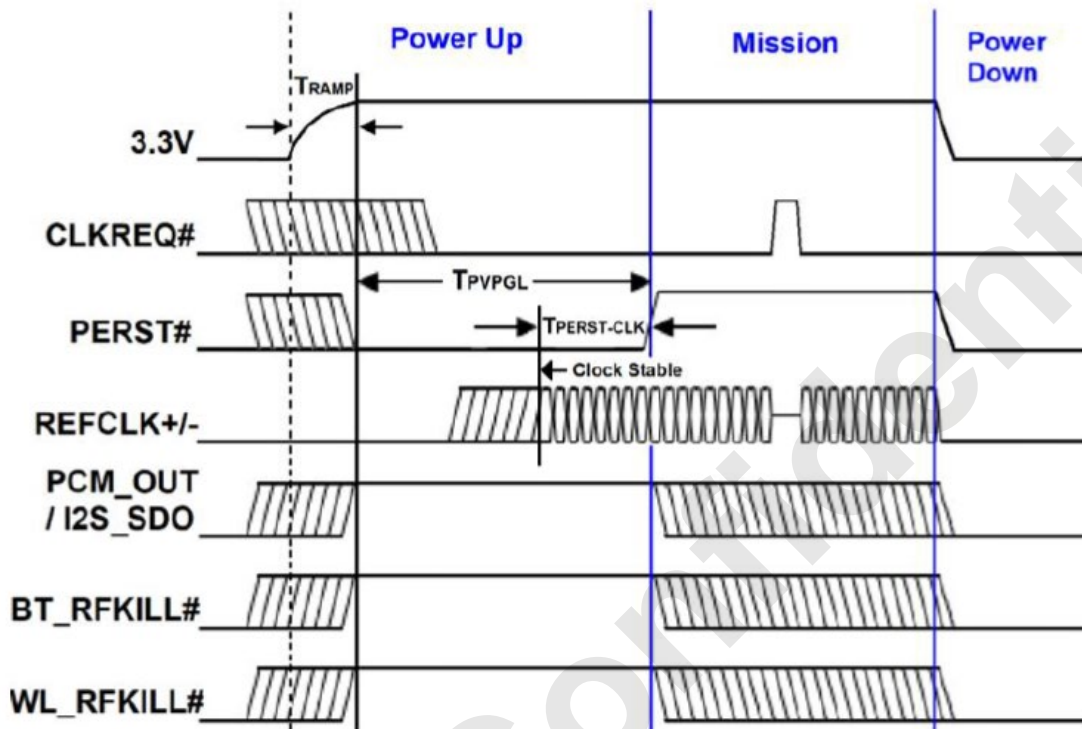 Power Up
Mission
Power
Down
TRAMP
3.3V
CLKREQ#
TPVPGL
PERST#
TPERST-CLK
Clock Stable
REFCLK+/-
PCM_OUT
/ I2S_SDO
BT_RFKILL#
WL_RFKILL#
Confidenti